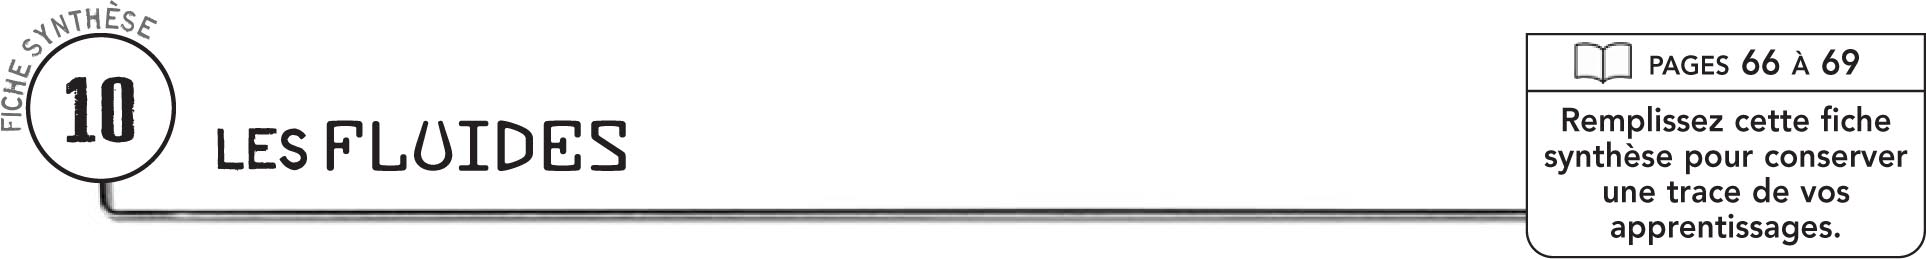 FICHE SYNTHÈSE
10
LES FLUIDES
PAGES 66 À 69
Remplissez cette fiche
synthèse pour conserver
une trace de vos
apprentissages.